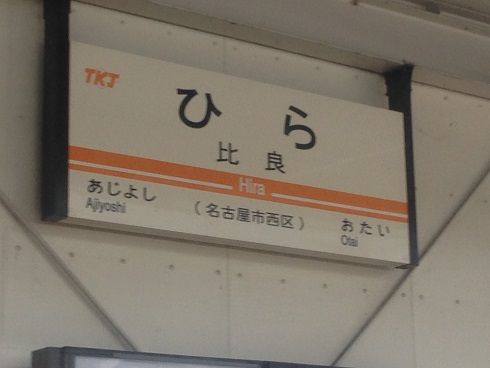 TKJ
ひら
比良
Hira
あじよし
Ajiyoshi
(名古屋市西区)
おたい
Otai